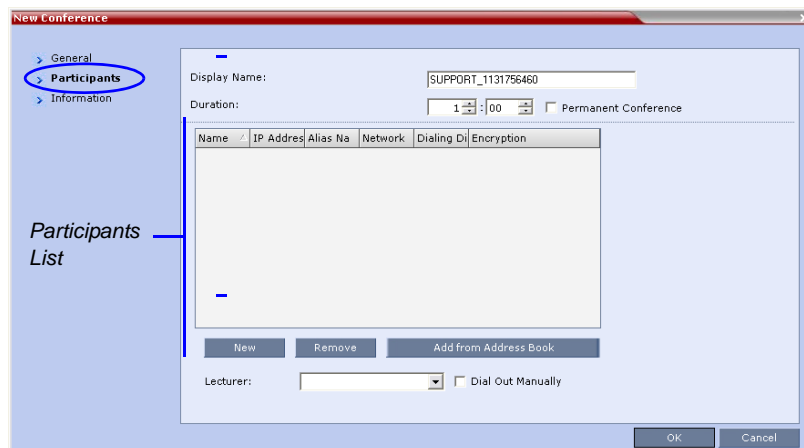 New Conference
General
Participants
Information
Display Name:
SUPPORT_1131756460
Duration:
1 : 00
Permanent Conference
Name IP Addres Alias Na Network Dialing Di Encryption
Participants
List
New Remove Add from Address Book
Lecturer:
Dial Out Manually
OK Cancel